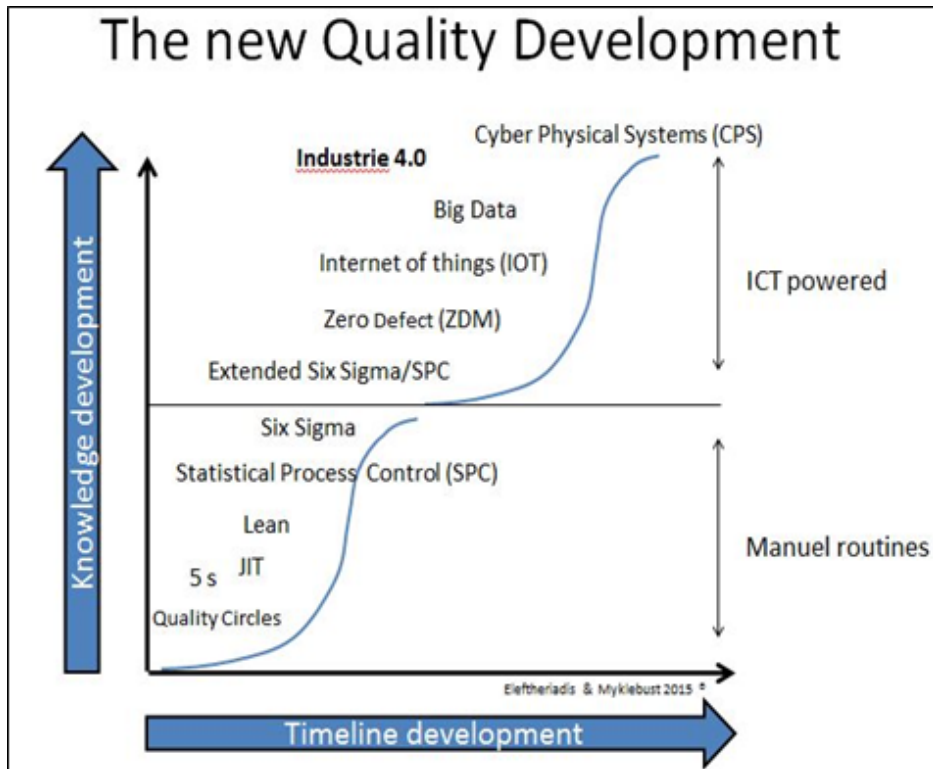 The new Quality Development
Cyber Physical Systems (CPS)
Industrie 4.0
Big Data
Internet of things (IOT)
ICT powered
Zero Defect (ZDM)
Extended Six Sigma/SPC
Six Sigma
Statistical Process Control (SPC)
Lean
Manuel routines
JIT
5 s
Quality Circles
Knowledge development
Eleftheriadis & Myklebust 2015 ©
Timeline development